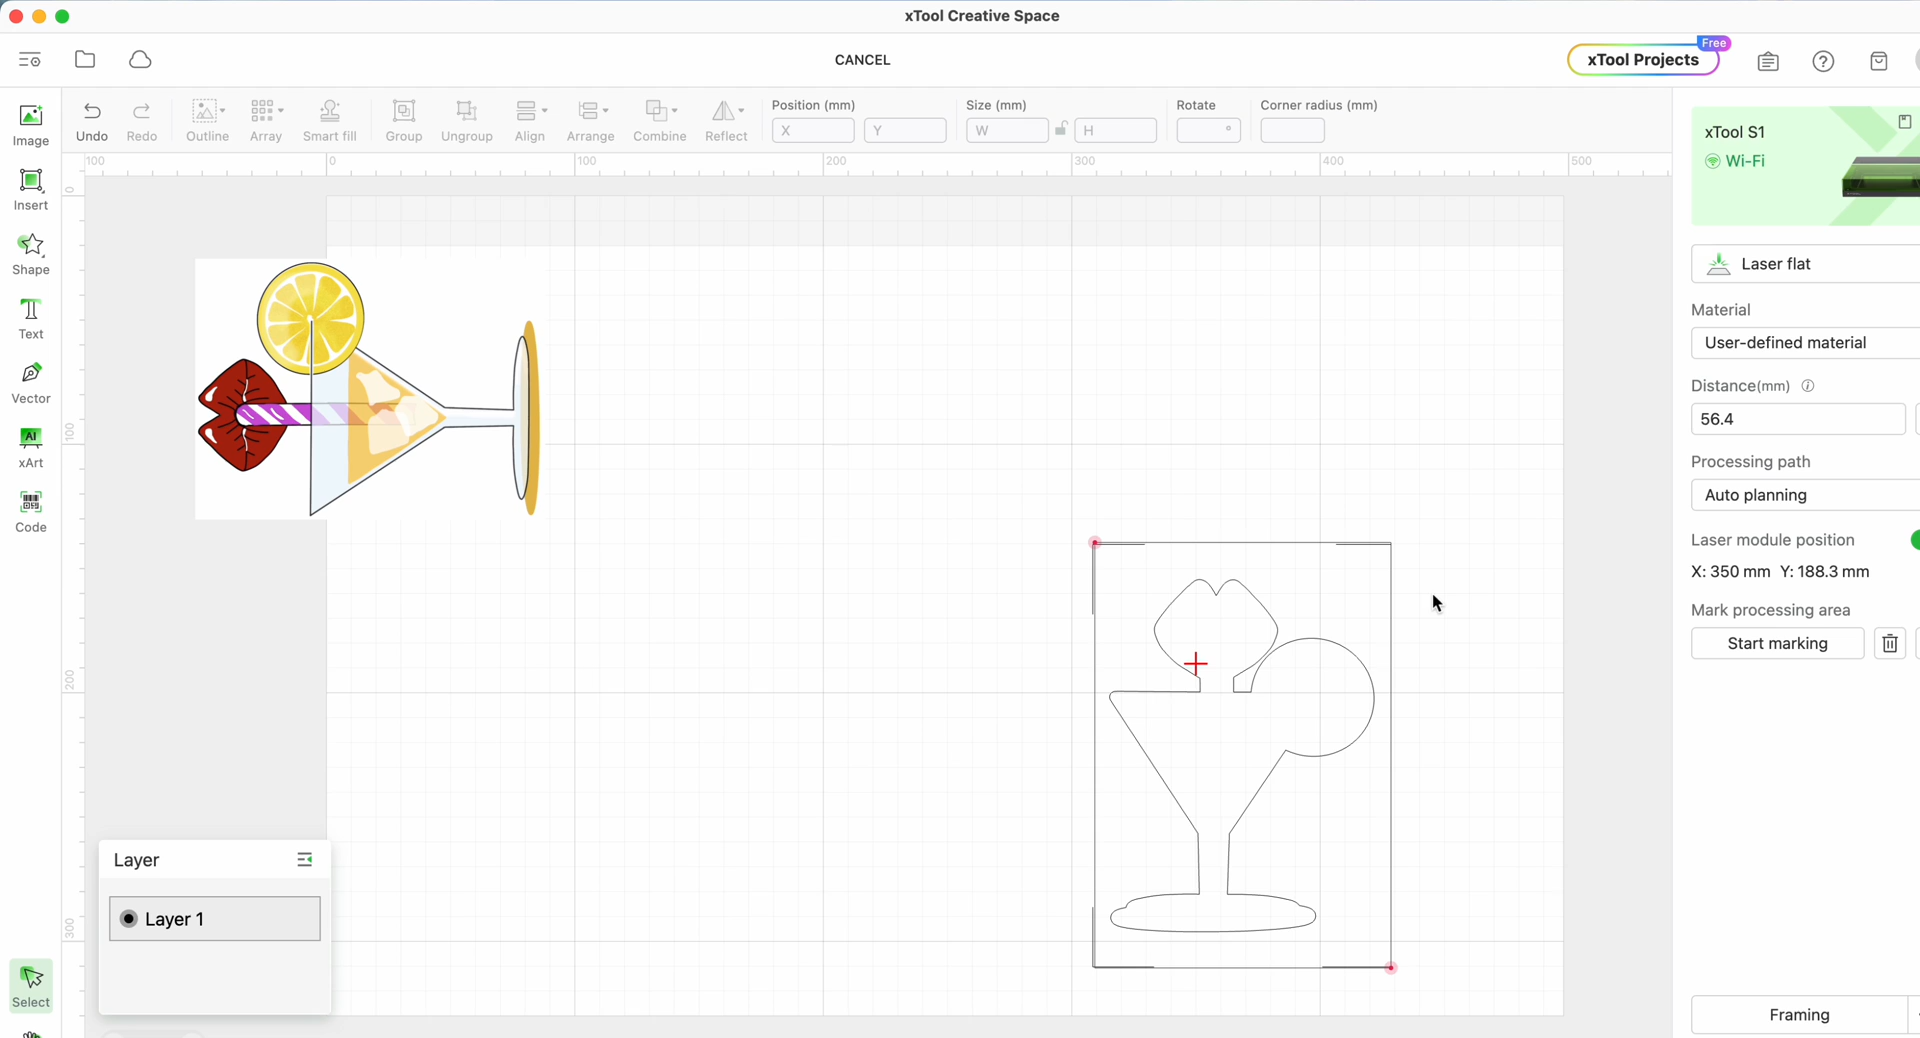 xTool Creative Space
CANCEL
Free
xTool Projects
Image
Insert
Shape
Text
Vector
AI
xArt
Code
Select
Undo
Redo
Outline
Array
Smart fill
Group
Ungroup
Align
Arrange
Combine
Reflect
Position (mm)
X
Y
Size (mm)
W
H
Rotate
°
Corner radius (mm)
100
0
100
200
300
400
500
0
100
200
300
Layer
Layer 1
xTool S1
Wi-Fi
Laser flat
Material
User-defined material
Distance(mm)
56.4
Processing path
Auto planning
Laser module position
X: 350 mm Y: 188.3 mm
Mark processing area
Start marking
Framing